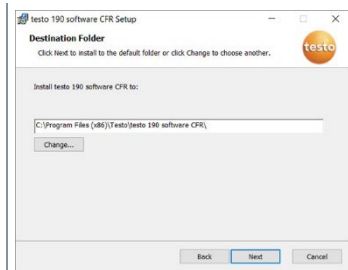 testo 190 software CFR Setup
Destination Folder
Click Next to install to the default folder or click Change to choose another.
testo
Install testo 190 software CFR to:
C:\Program Files (x86)\Testo\testo 190 software CFR\
Change...
Back Next Cancel